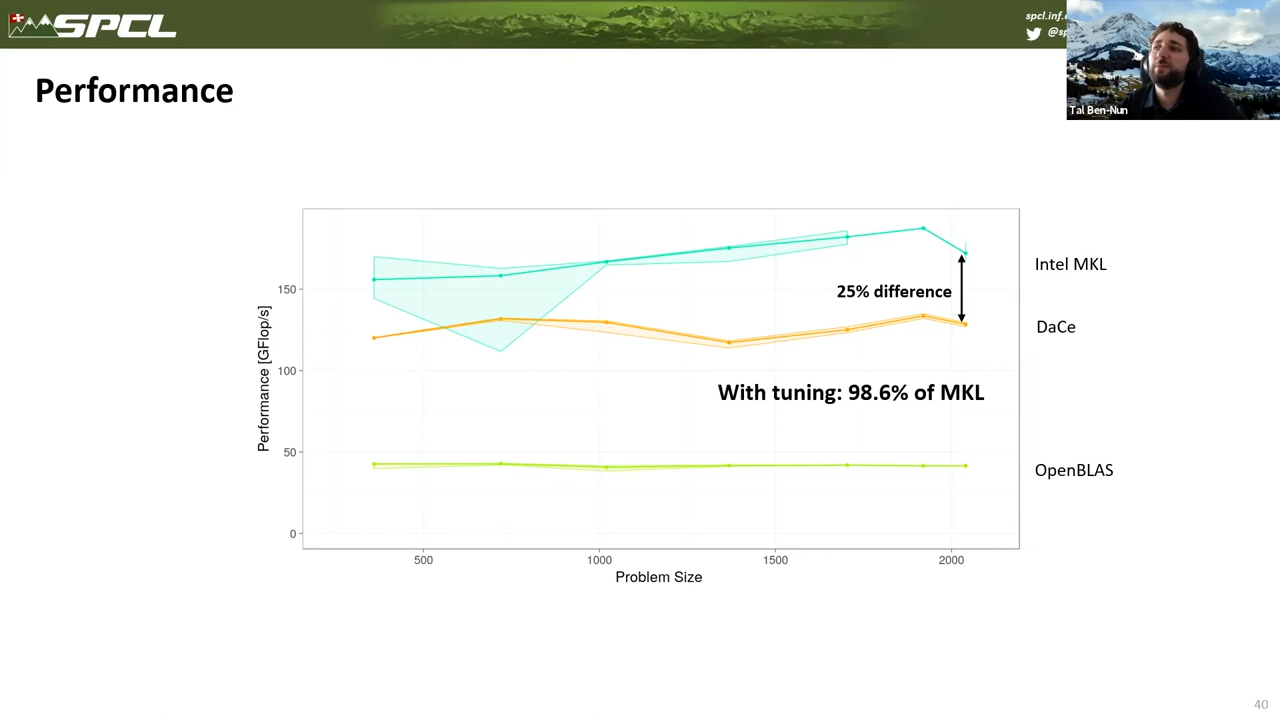 SPCL
spcl.inf.
@sp
Tal Ben-Nun
Performance
Intel MKL
25% difference
DaCe
With tuning: 98.6% of MKL
OpenBLAS
Performance [GFlop/s]
150
100
50
0
500 1000 1500 2000
Problem Size
40